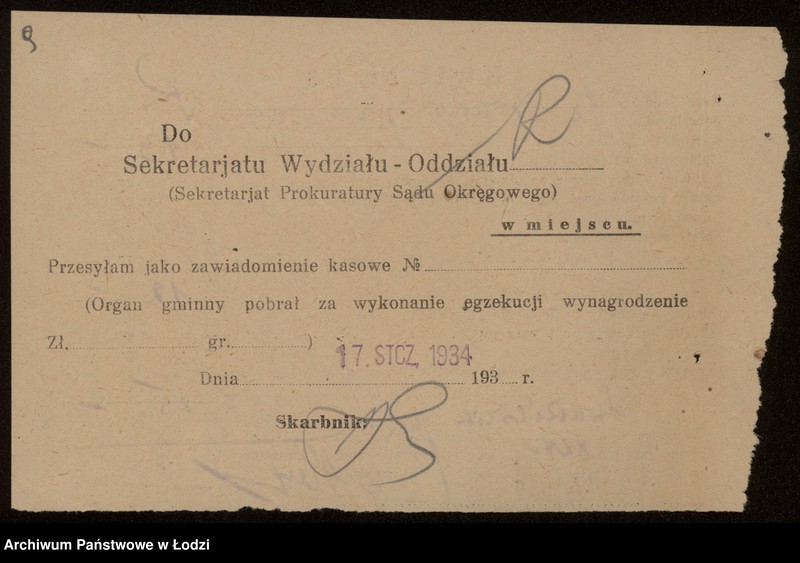 9
Do
Sekretarjatu Wydziału - Oddziału R
(Sekretarjat Prokuratury Sądu Okręgowego)
w miejscu.
Przesyłam jako zawiadomienie kasowe №
(Organ gminny pobrał za wykonanie egzekucji wynagrodzenie
Zł. gr. )
17. STCZ. 1934
Dnia 193 r.
Skarbnik:
Archiwum Państwowe w Łodzi